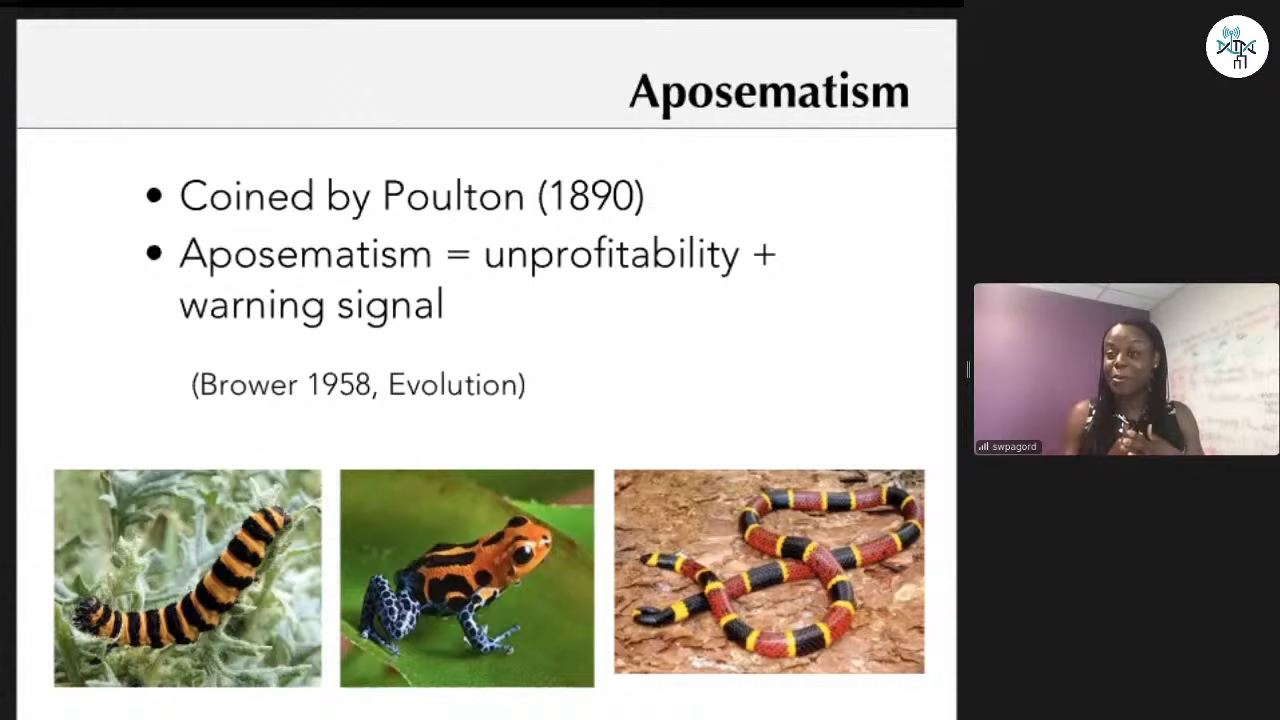 Aposematism
• Coined by Poulton (1890)
• Aposematism = unprofitability +
warning signal
(Brower 1958, Evolution)
swpagord